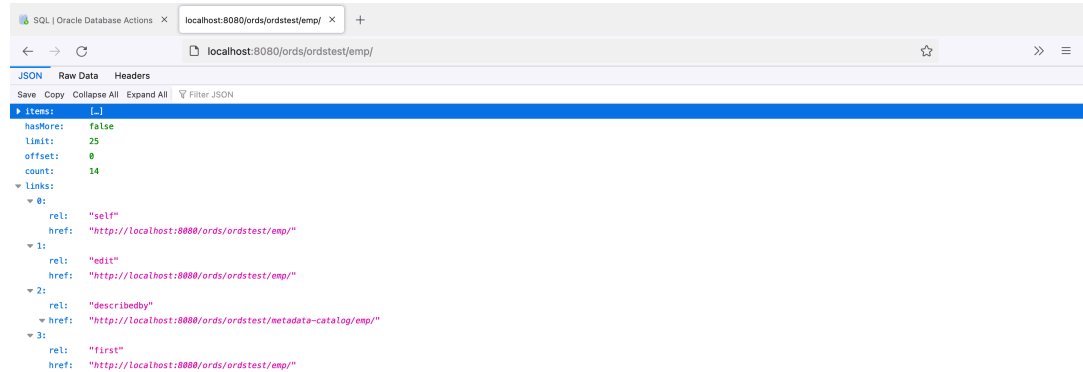 SQL | Oracle Database Actions
localhost:8080/ords/ordstest/emp/
localhost:8080/ords/ordstest/emp/
JSON Raw Data Headers
Save Copy Collapse All Expand All Filter JSON
items: […]
hasMore: false
limit: 25
offset: 0
count: 14
links:
0:
rel: "self"
href: "http://localhost:8080/ords/ordstest/emp/"
1:
rel: "edit"
href: "http://localhost:8080/ords/ordstest/emp/"
2:
rel: "describedby"
href: "http://localhost:8080/ords/ordstest/metadata-catalog/emp/"
3:
rel: "first"
href: "http://localhost:8080/ords/ordstest/emp/"